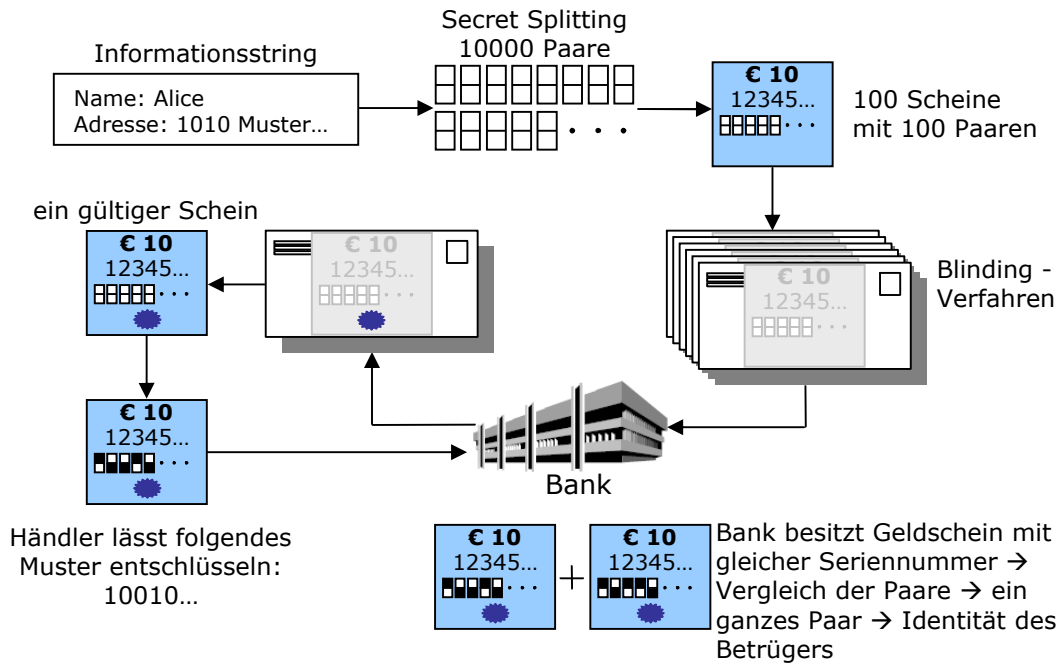 Secret Splitting
10000 Paare
Informationsstring
Name: Alice
Adresse: 1010 Muster…
€ 10
12345…
100 Scheine
mit 100 Paaren
ein gültiger Schein
€ 10
12345…
€ 10
12345…
€ 10
12345…
Blinding -
Verfahren
€ 10
12345…
Bank
Händler lässt folgendes
Muster entschlüsseln:
10010…
€ 10
12345…
+
€ 10
12345…
Bank besitzt Geldschein mit
gleicher Seriennummer →
Vergleich der Paare → ein
ganzes Paar → Identität des
Betrügers